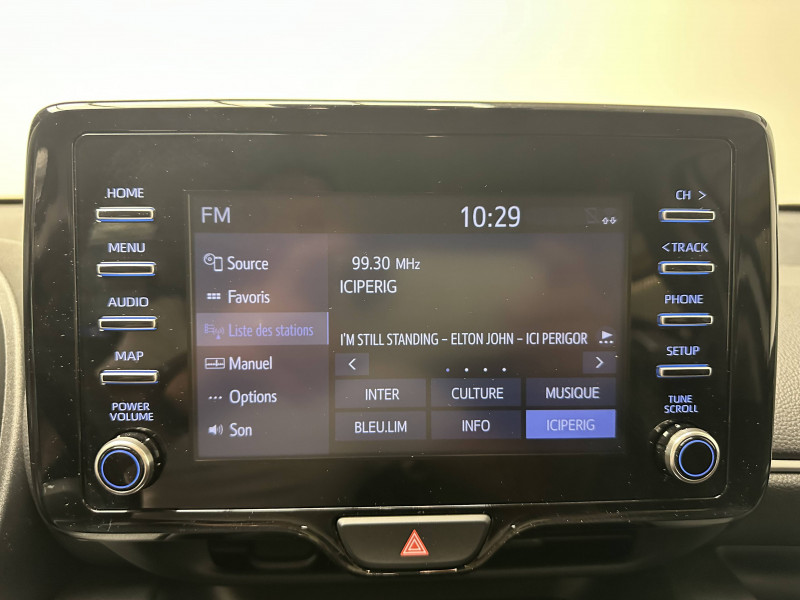 HOME
MENU
AUDIO
MAP
POWER
VOLUME
FM
10:29
Source
Favoris
Liste des stations
Manuel
Options
Son
99.30 MHz
ICIPERIG
I'M STILL STANDING – ELTON JOHN – ICI PERIGOR
< >
INTER CULTURE MUSIQUE
BLEU.LIM INFO ICIPERIG
CH >
< TRACK
PHONE
SETUP
TUNE
SCROLL